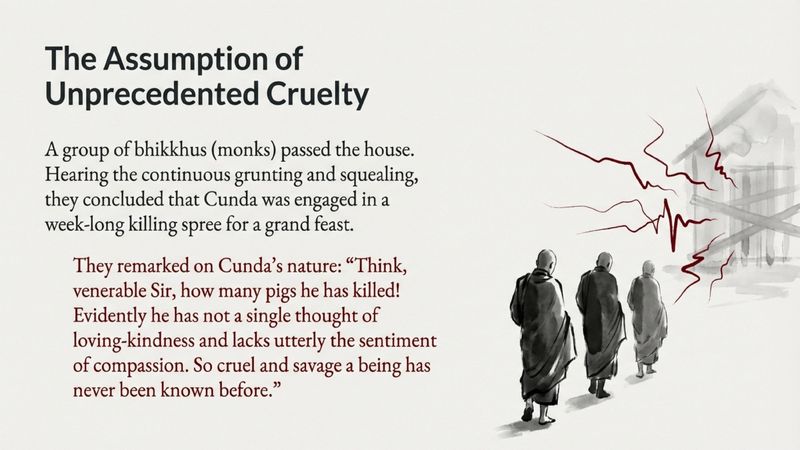 The Assumption of
Unprecedented Cruelty
A group of bhikkhus (monks) passed the house.
Hearing the continuous grunting and squealing,
they concluded that Cunda was engaged in a
week-long killing spree for a grand feast.
They remarked on Cunda’s nature: “Think,
venerable Sir, how many pigs he has killed!
Evidently he has not a single thought of
loving-kindness and lacks utterly the sentiment
of compassion. So cruel and savage a being has
never been known before.”